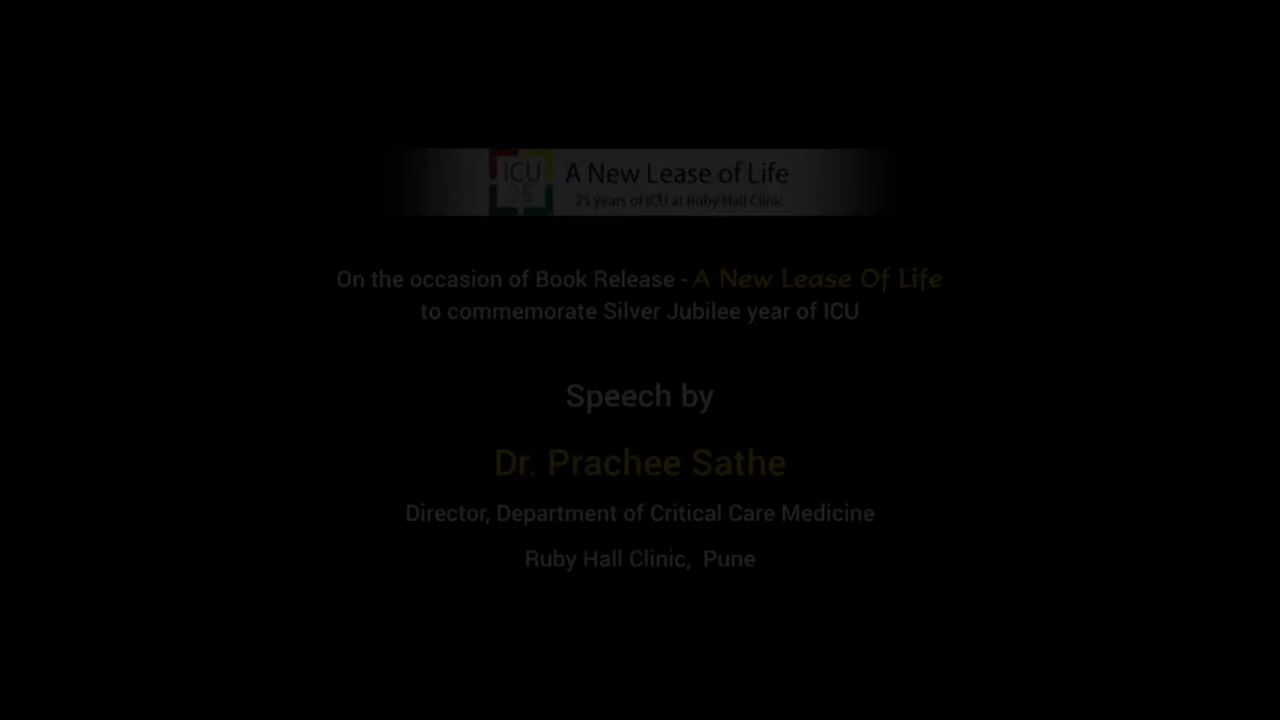 ICU
25
A New Lease of Life
25 years of ICU at Ruby Hall Clinic
On the occasion of Book Release - A New Lease Of Life
to commemorate Silver Jubilee year of ICU
Speech by
Dr. Prachee Sathe
Director, Department of Critical Care Medicine
Ruby Hall Clinic, Pune